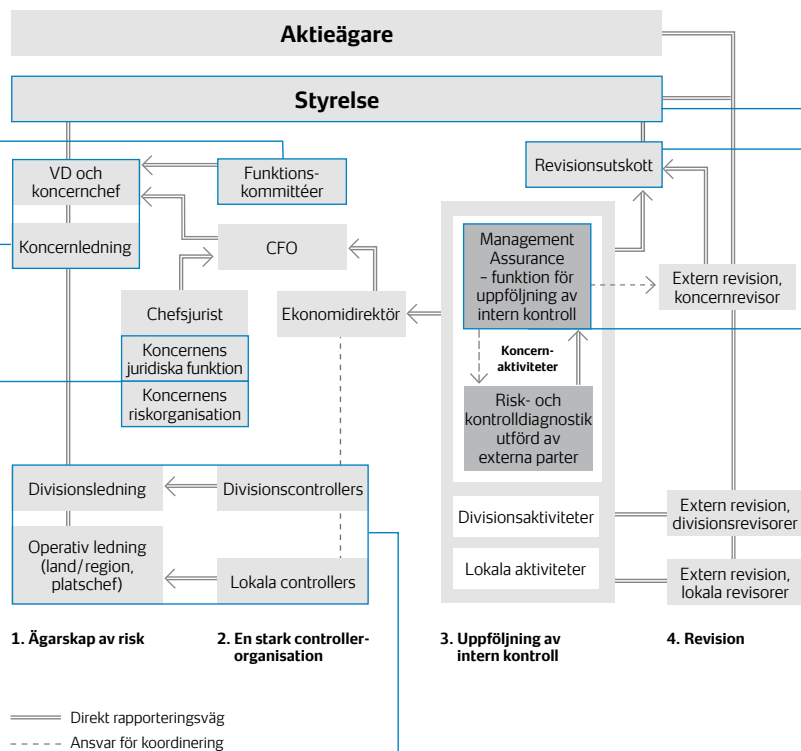 Aktieägare
Styrelse
VD och
koncernchef
Koncernledning
Funktions-
kommittéer
Revisionsutskott
CFO
Chefsjurist
Koncernens
juridiska funktion
Koncernens
riskorganisation
Ekonomidirektör
Management
Assurance
– funktion för
uppföljning av
intern kontroll
Koncern-
aktiviteter
Risk- och
kontrolldiagnostik
utförd av
externa parter
Extern revision,
koncernrevisor
Divisionsledning
Divisionscontrollers
Divisionsaktiviteter
Extern revision,
divisionsrevisorer
Operativ ledning
(land/region,
platschef)
Lokala controllers
Lokala aktiviteter
Extern revision,
lokala revisorer
1. Ägarskap av risk
2. En stark controller-
organisation
3. Uppföljning av
intern kontroll
4. Revision
Direkt rapporteringsväg
Ansvar för koordinering